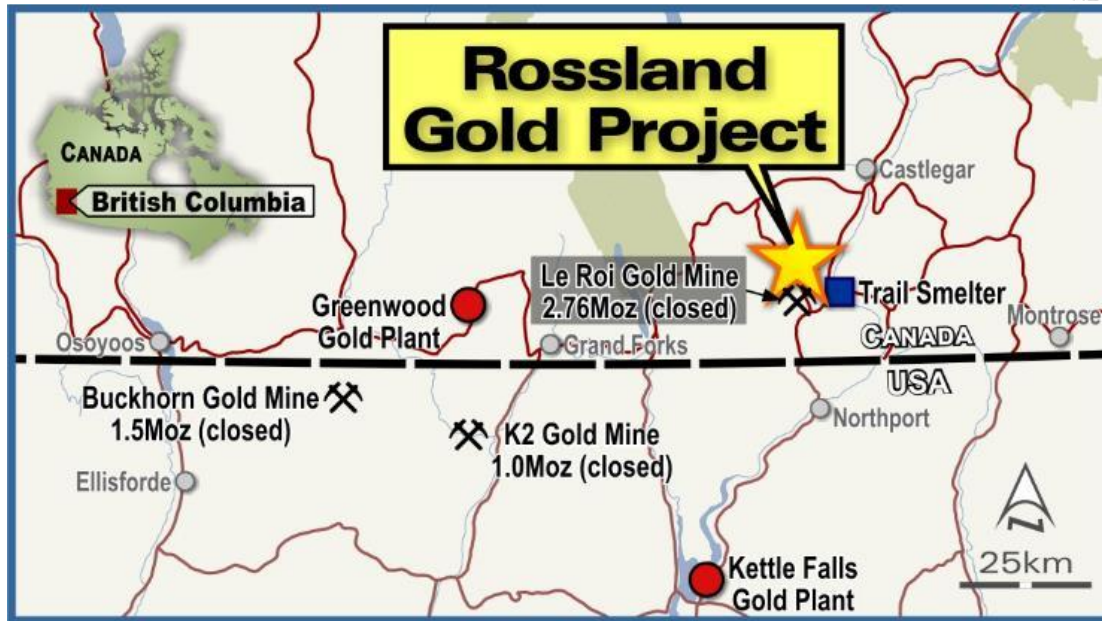 Rossland
Gold Project
CANADA
British Columbia
Castlegar
Le Roi Gold Mine
2.76Moz (closed)
Trail Smelter
Greenwood
Gold Plant
Montrose
Osoyoos
Grand Forks
CANADA
USA
Buckhorn Gold Mine
1.5Moz (closed)
K2 Gold Mine
1.0Moz (closed)
Northport
Ellisforde
N
25km
Kettle Falls
Gold Plant